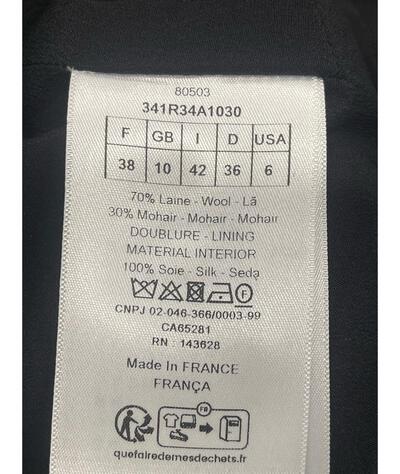 80503
341R34A1030
F GB I D USA
38 10 42 36 6
70% Laine - Wool - Lã
30% Mohair - Mohair - Mohair
DOUBLURE - LINING
MATERIAL INTERIOR
100% Soie - Silk - Seda
F
CNPJ 02-046-366/0003-99
CA65281
RN : 143628
Made In FRANCE
FRANÇA
FR
quefairedemesdechets.fr